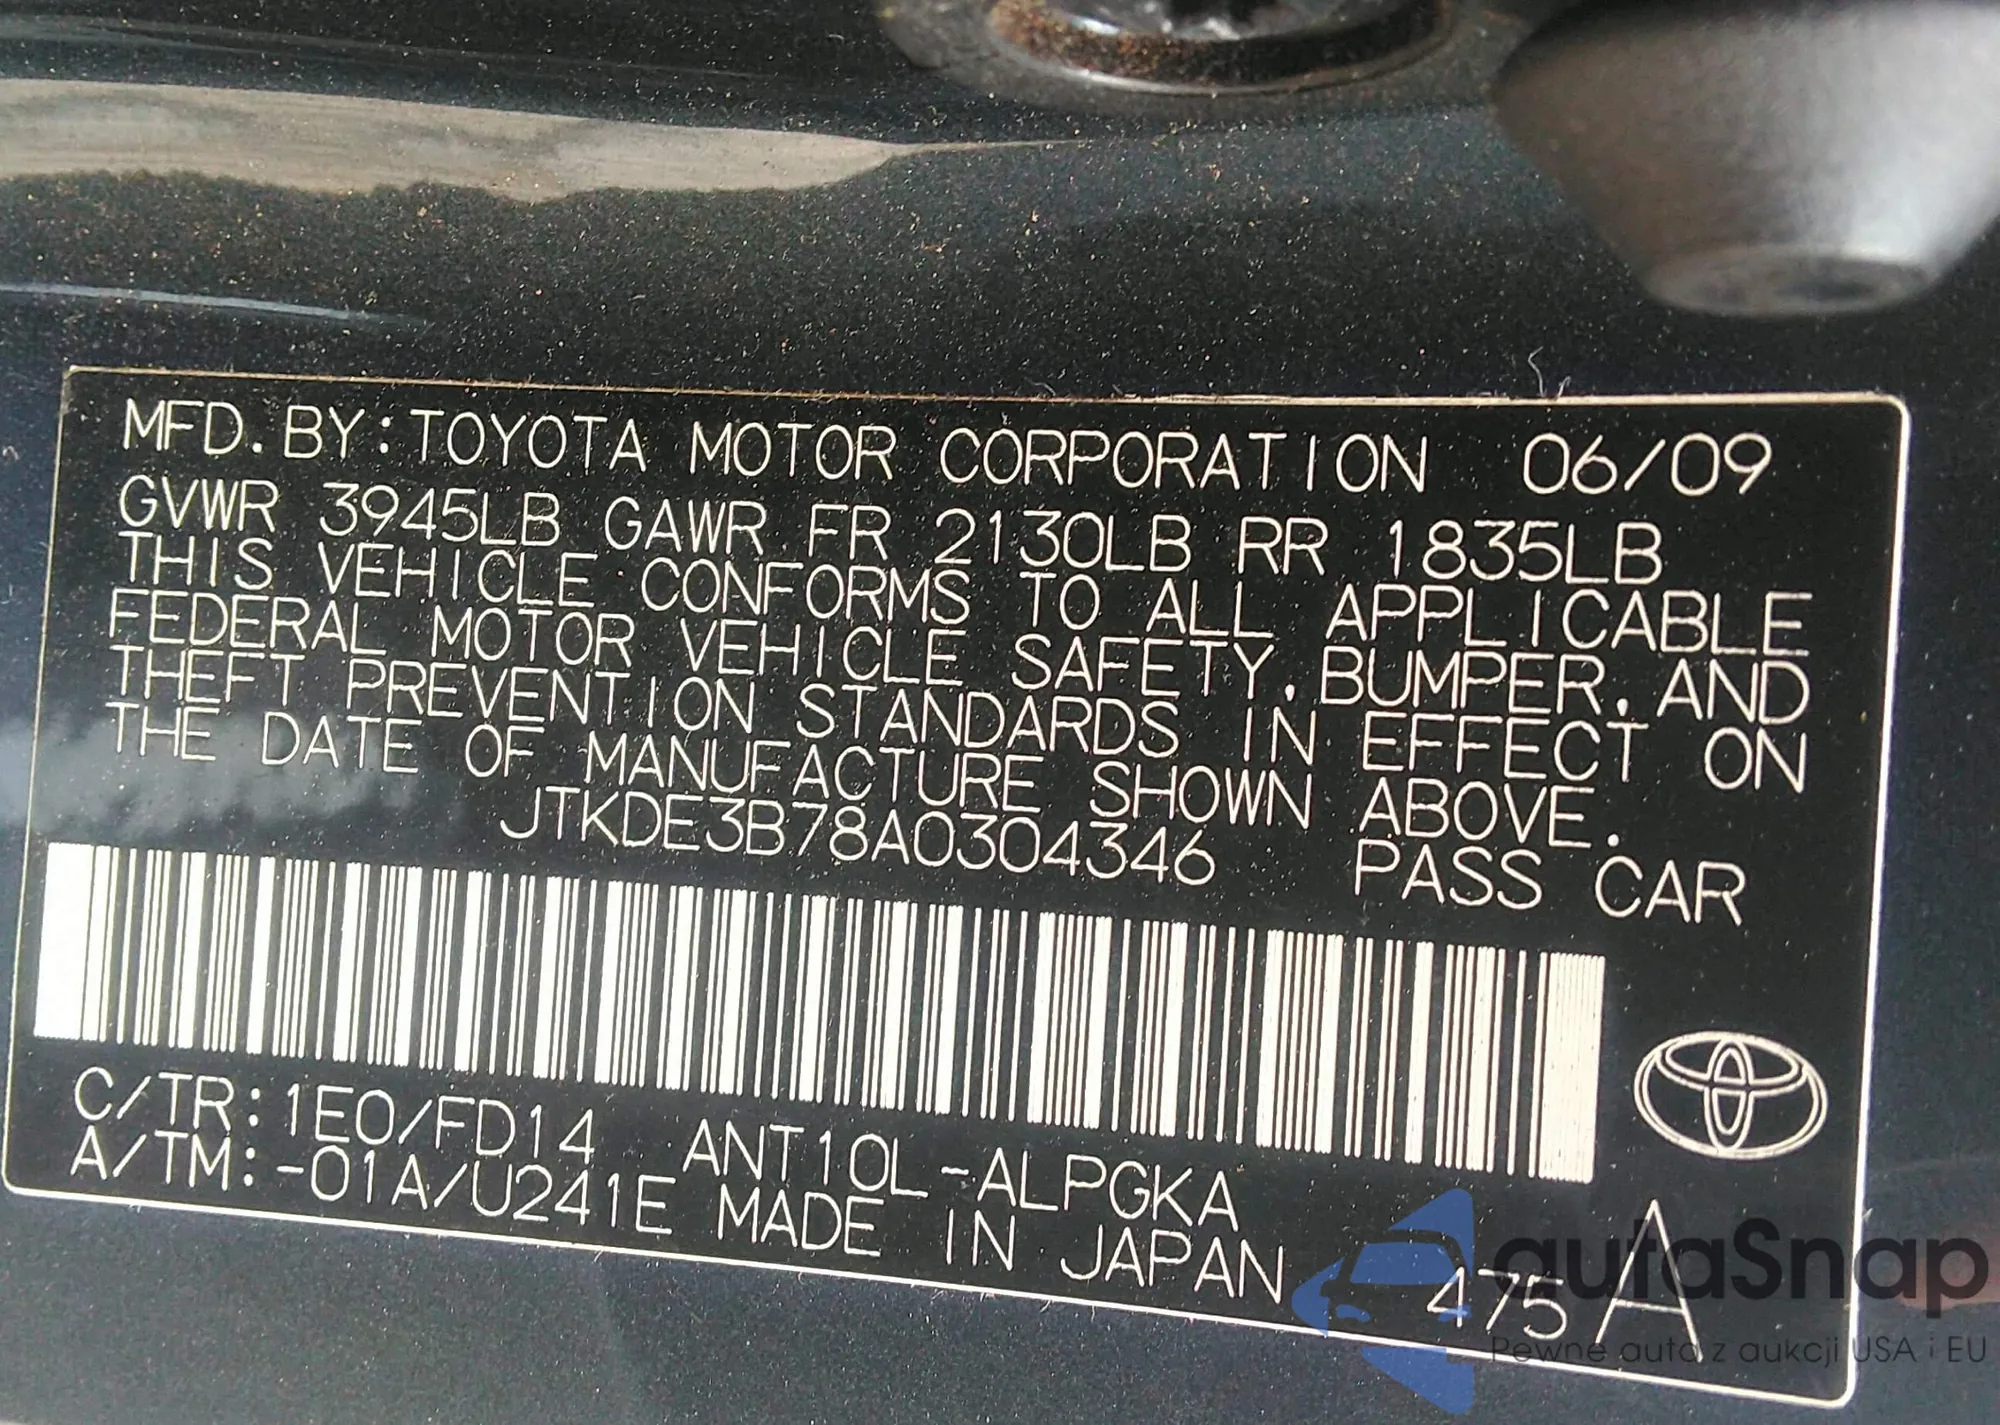 MFD. BY: TOYOTA MOTOR CORPORATION 06/09
GVWR 3945LB GAWR FR 2130LB RR 1835LB
THIS VEHICLE CONFORMS TO ALL APPLICABLE
FEDERAL MOTOR VEHICLE SAFETY, BUMPER, AND
THEFT PREVENTION STANDARDS IN EFFECT ON
THE DATE OF MANUFACTURE SHOWN ABOVE.
JTKDE3B78A0304346 PASS CAR
C/TR: 1E0/FD14 ANT10L-ALPGKA
A/TM: -01A/U241E MADE IN JAPAN 475 A
autaSnap
Pewne auta z aukcji USA i EU